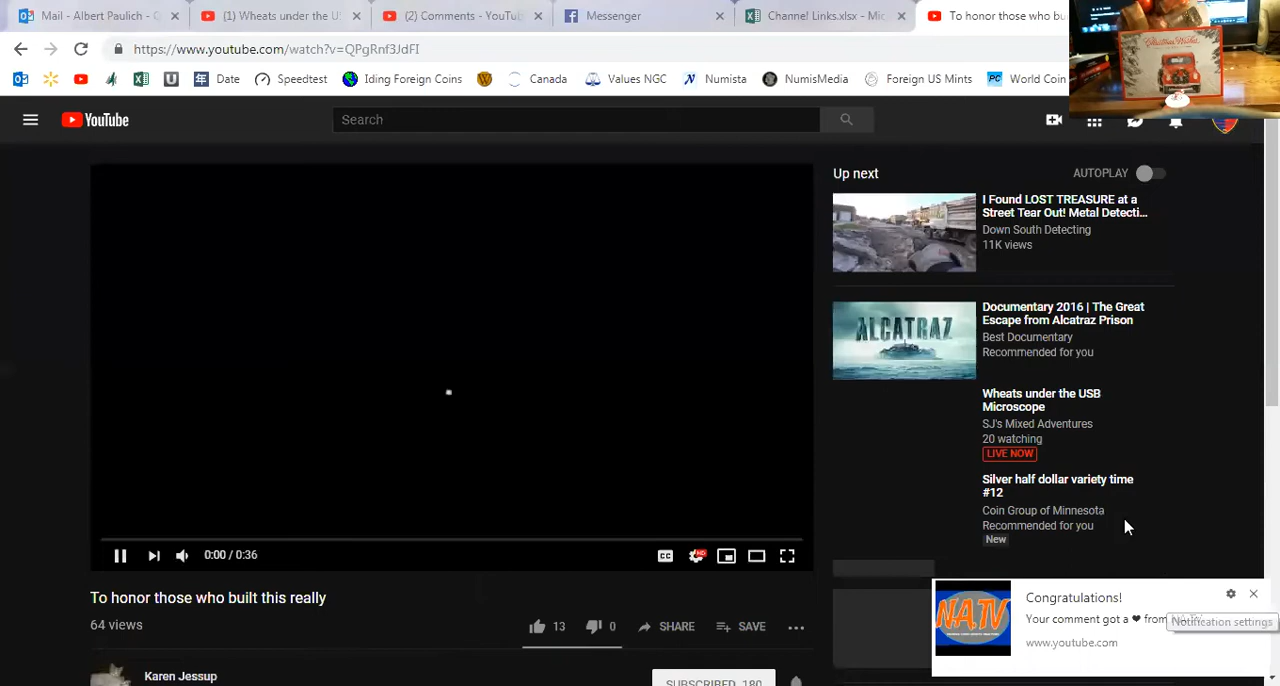 Mail - Albert Paulich - O
(1) Wheats under the U
(2) Comments - YouTub
Messenger
Channel Links.xlsx - Mic
To honor those who bu
https://www.youtube.com/watch?v=QPgRnf3JdFI
Date
Speedtest
Iding Foreign Coins
Canada
Values NGC
Numista
NumisMedia
Foreign US Mints
World Coin
Christmas Wishes
YouTube
Search
Up next
AUTOPLAY
I Found LOST TREASURE at a
Street Tear Out! Metal Detecti...
Down South Detecting
11K views
ALCATRAZ
Documentary 2016 | The Great
Escape from Alcatraz Prison
Best Documentary
Recommended for you
Wheats under the USB
Microscope
SJ's Mixed Adventures
20 watching
LIVE NOW
Silver half dollar variety time
#12
Coin Group of Minnesota
Recommended for you
New
0:00 / 0:36
CC
HD
To honor those who built this really
64 views
13
0
SHARE
SAVE
Karen Jessup
SUBSCRIBED 180
N.A.TV
Congratulations!
Your comment got a ❤ from
Notification settings
www.youtube.com